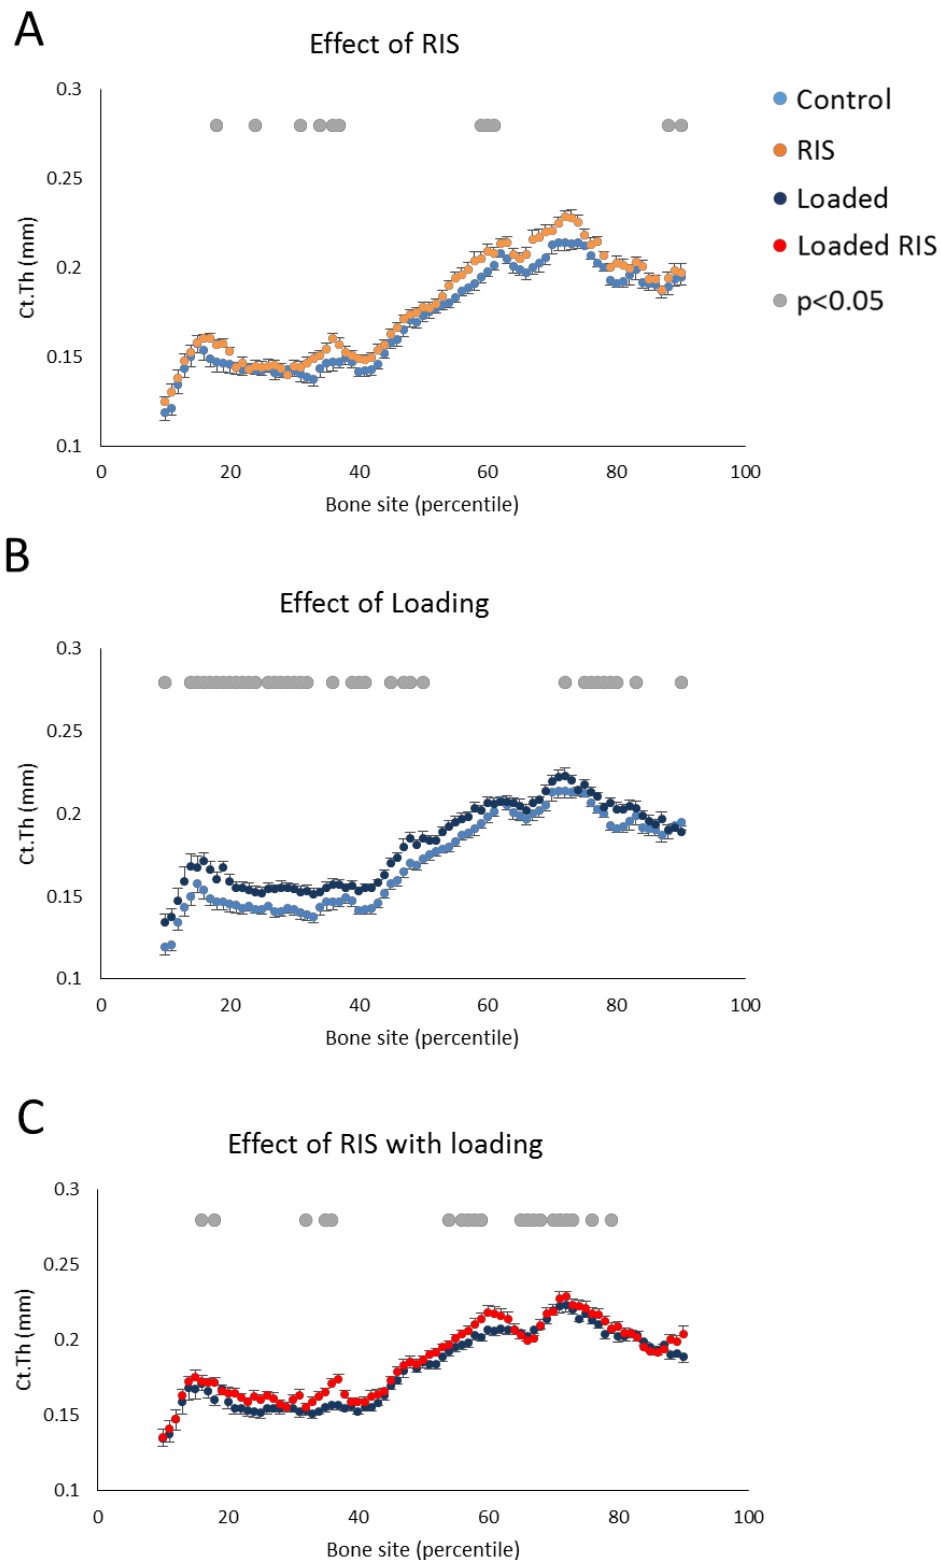 A
Effect of RIS
0.3
0.25
0.2
0.15
0.1
Ct.Th (mm)
0 20 40 60 80 100
Bone site (percentile)
Control
RIS
Loaded
Loaded RIS
p<0.05
B
Effect of Loading
0.3
0.25
0.2
0.15
0.1
Ct.Th (mm)
0 20 40 60 80 100
Bone site (percentile)
C
Effect of RIS with loading
0.3
0.25
0.2
0.15
0.1
Ct.Th (mm)
0 20 40 60 80 100
Bone site (percentile)